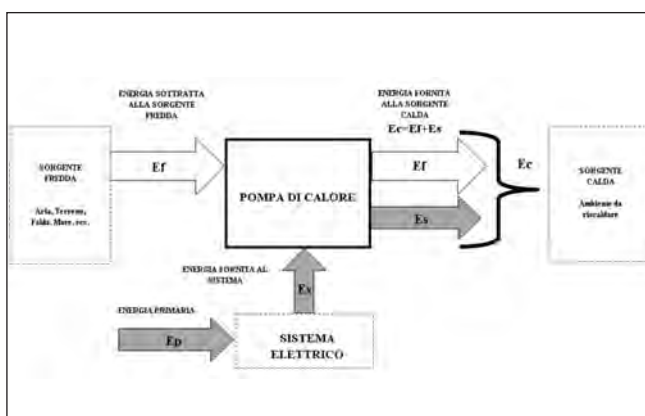 ENERGIA SOTTRATTA
ALLA SORGENTE
FREDDA
ENERGIA FORNITA
ALLA SORGENTE
CALDA
Ec=Ef+Es
SORGENTE
FREDDA
Aria, Terreno,
Falda, Mare, ecc.
Ef
POMPA DI CALORE
Ef
Es
Ec
SORGENTE
CALDA
Ambiente da
riscaldare
ENERGIA FORNITA AL
SISTEMA
Es
ENERGIA PRIMARIA
Ep
SISTEMA
ELETTRICO